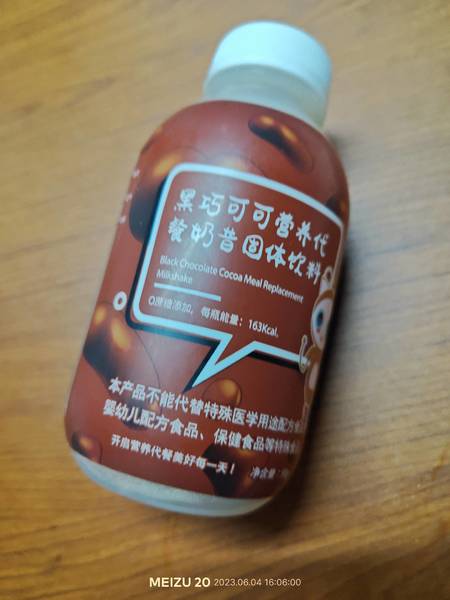 黑巧可可营养代
餐奶昔固体饮料
Black Chocolate Cocoa Meal Replacement
Milkshake
0蔗糖添加，每瓶能量：163Kcal。
本产品不能代替特殊医学用途配方食
婴幼儿配方食品、保健食品等特殊
开启营养代餐美好每一天！
净含量：
MEIZU 20 2023.06.04 16:06:00